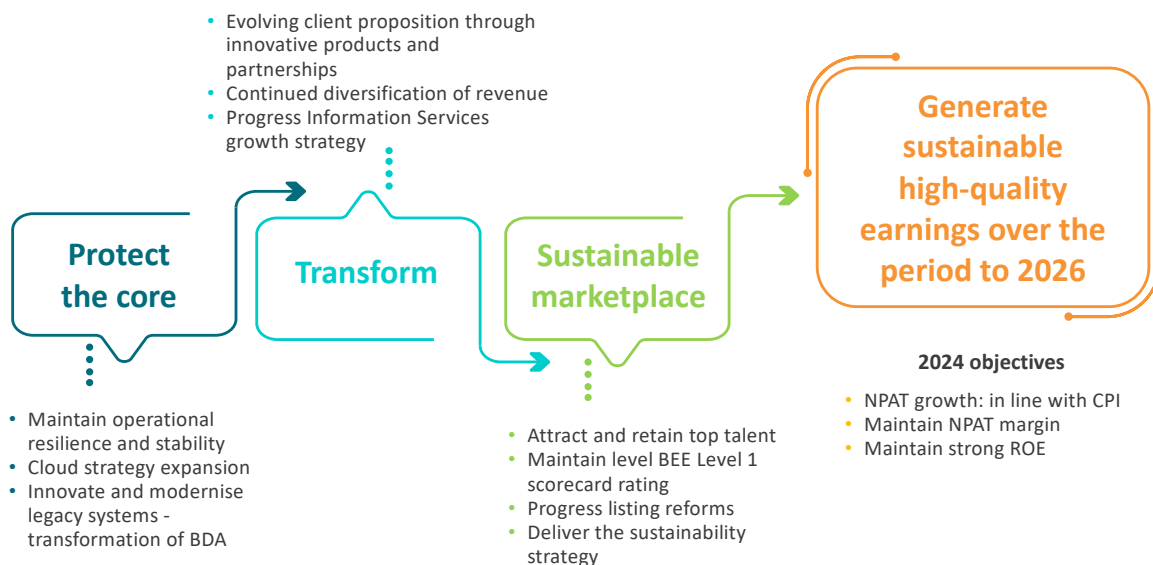 • Evolving client proposition through
innovative products and
partnerships
• Continued diversification of revenue
• Progress Information Services
growth strategy
Protect
the core
Transform
Sustainable
marketplace
Generate
sustainable
high-quality
earnings over the
period to 2026
• Maintain operational
resilience and stability
• Cloud strategy expansion
• Innovate and modernise
legacy systems -
transformation of BDA
• Attract and retain top talent
• Maintain level BEE Level 1
scorecard rating
• Progress listing reforms
• Deliver the sustainability
strategy
2024 objectives
• NPAT growth: in line with CPI
• Maintain NPAT margin
• Maintain strong ROE